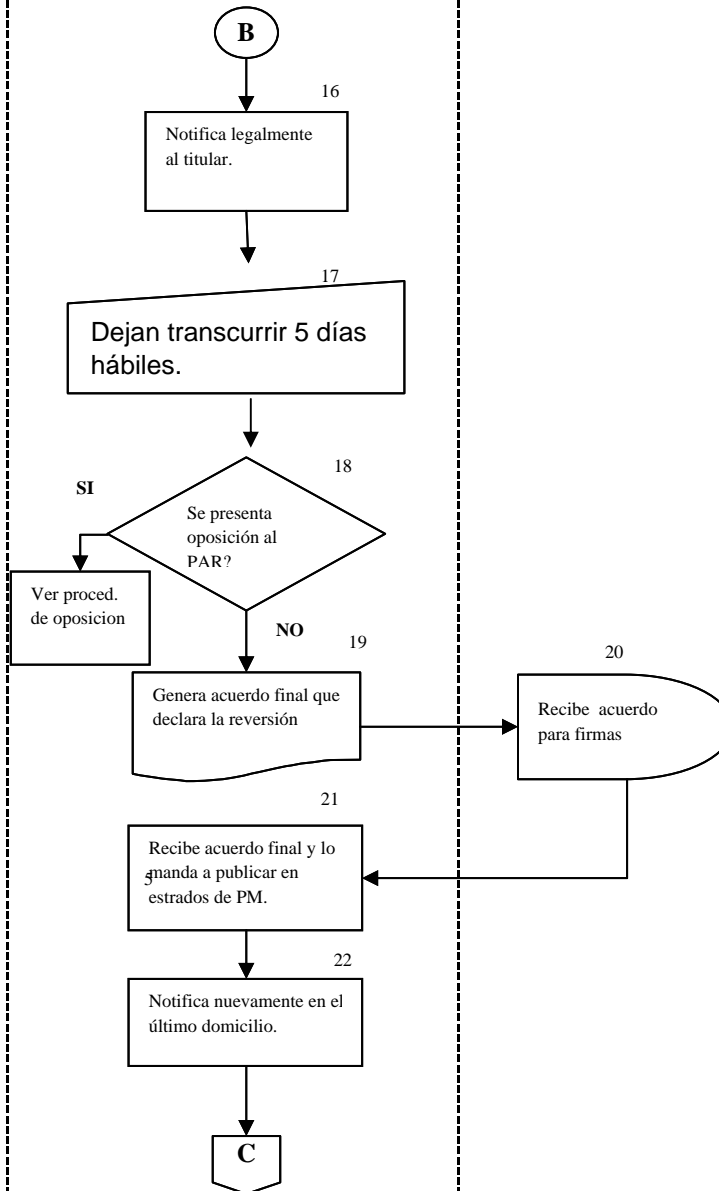 B
16
Notifica legalmente
al titular.
17
Dejan transcurrir 5 días
hábiles.
18
SI
Se presenta
oposición al
PAR?
Ver proced.
de oposicion
NO
19
Genera acuerdo final que
declara la reversión
20
Recibe acuerdo
para firmas
21
Recibe acuerdo final y lo
manda a publicar en
5
estrados de PM.
22
Notifica nuevamente en el
último domicilio.
C